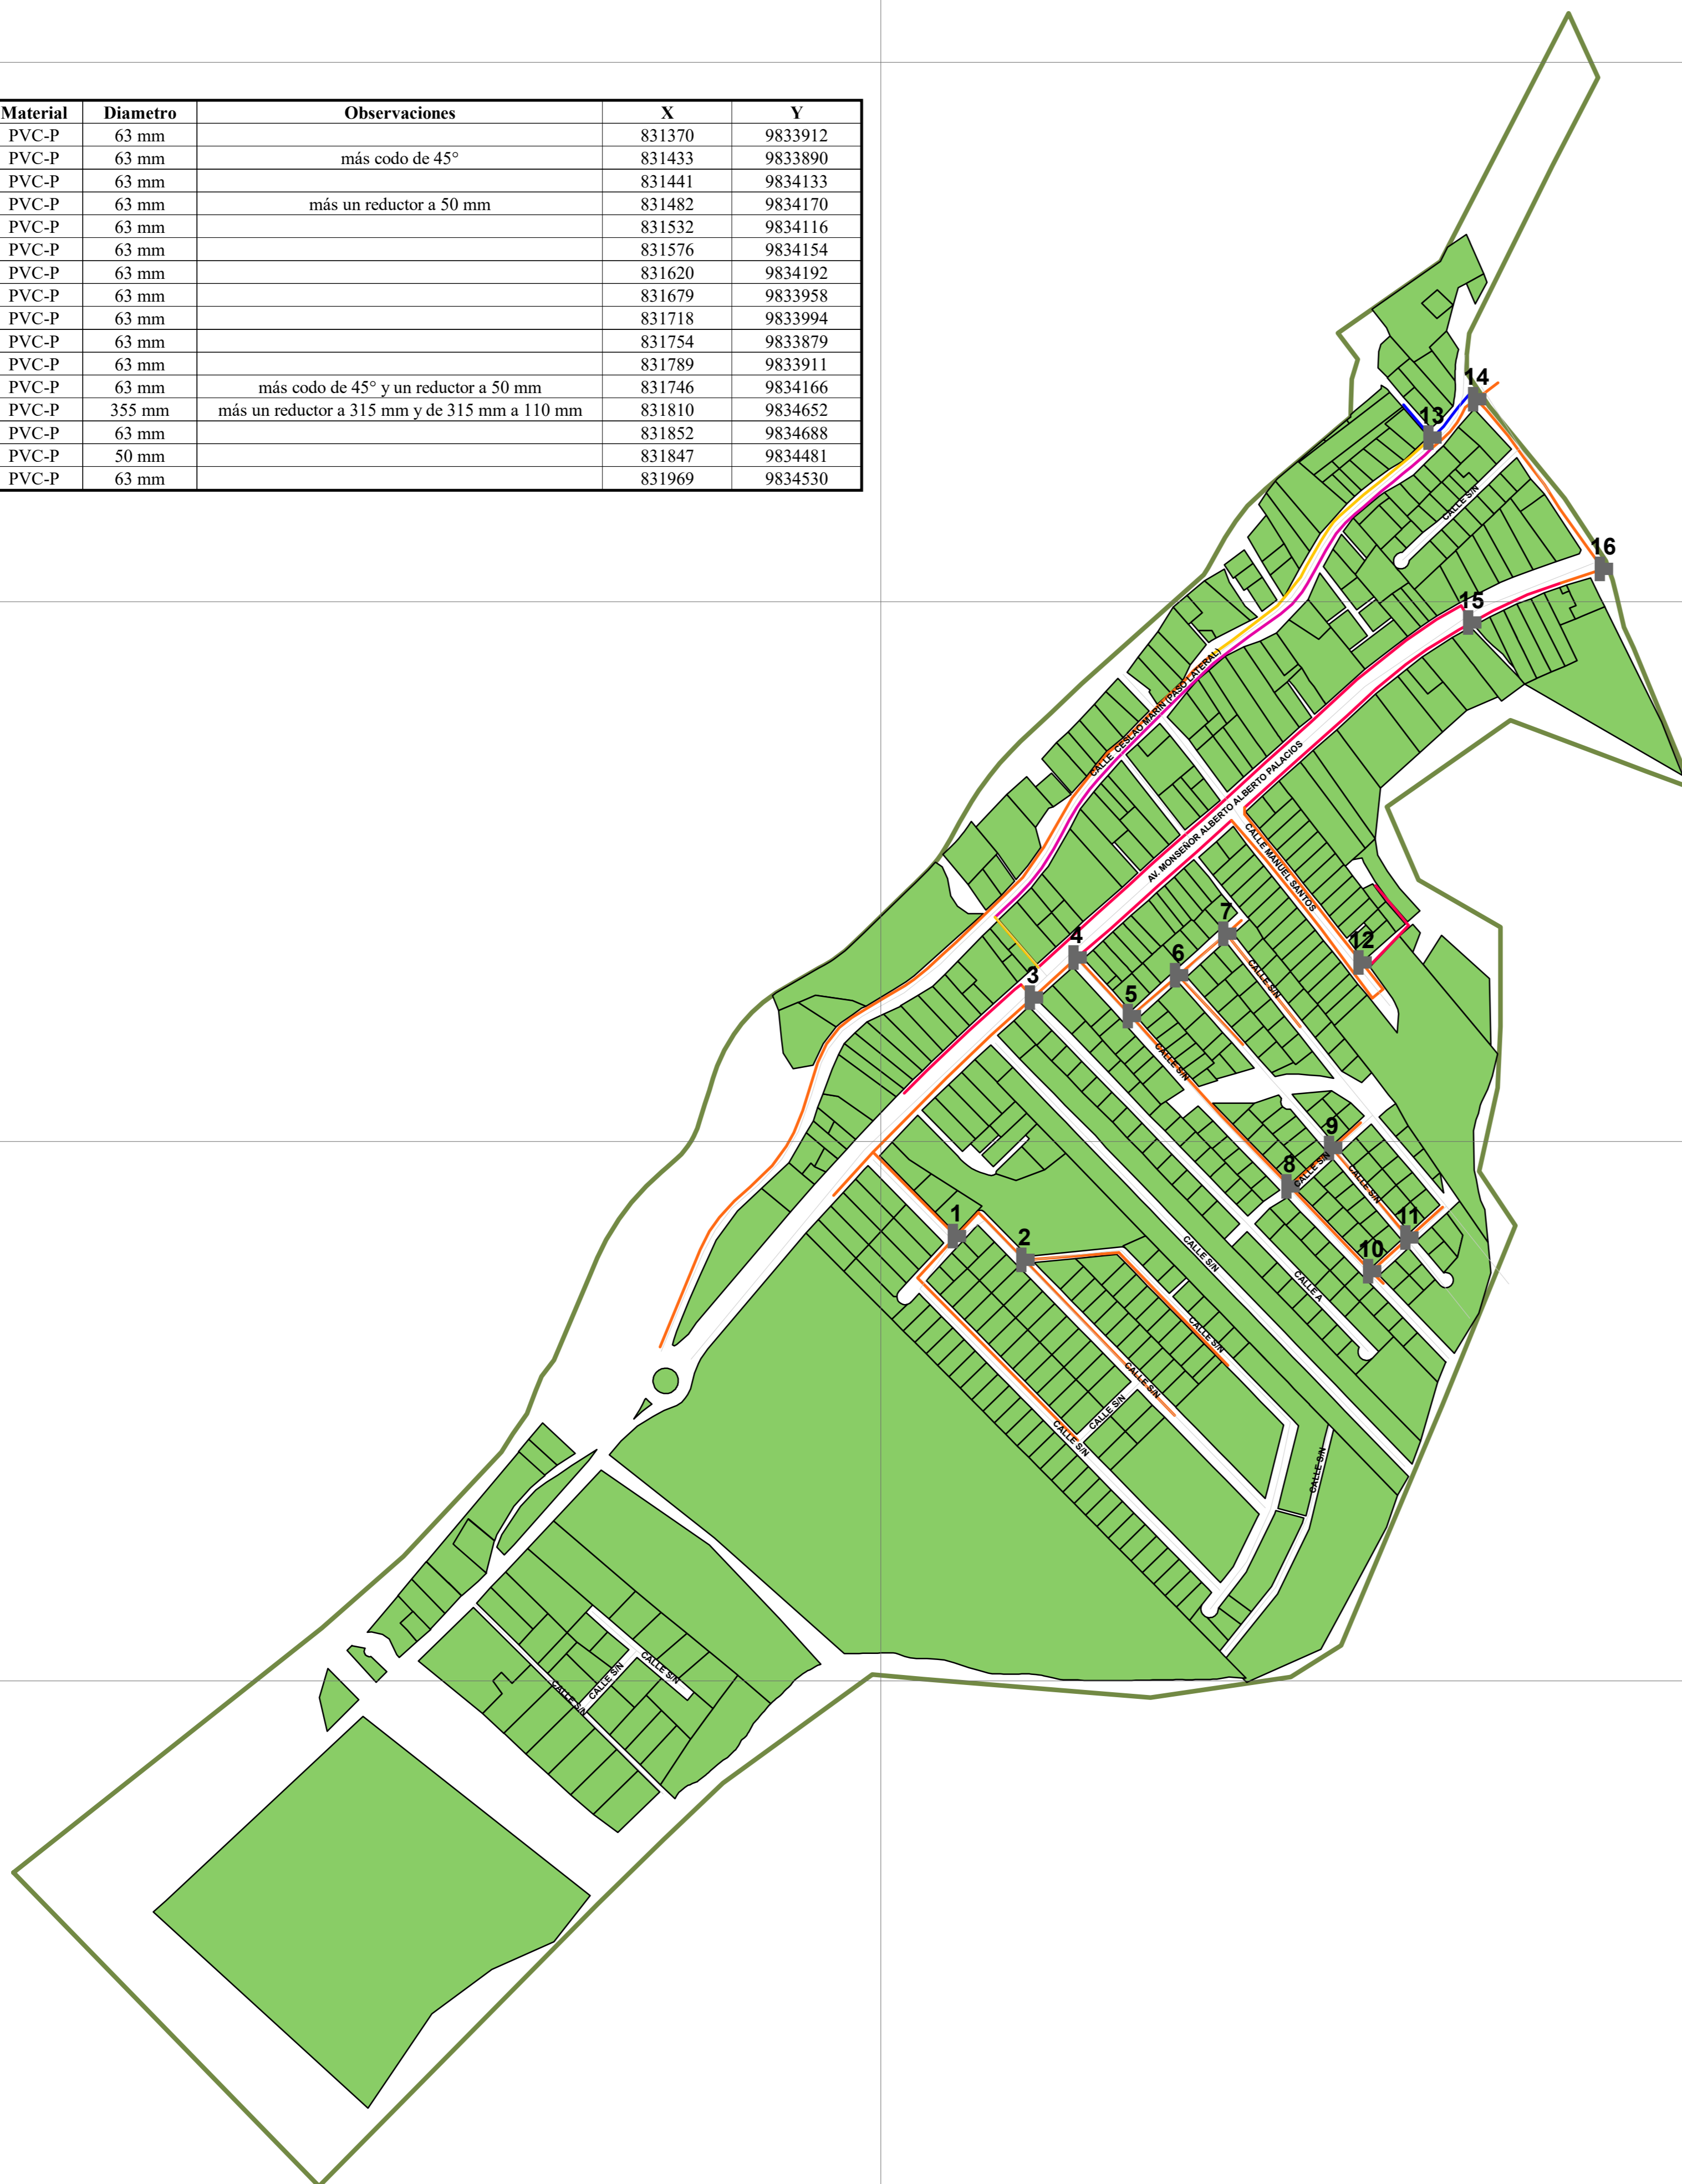 Material Diametro Observaciones X Y
PVC-P 63 mm 831370 9833912
PVC-P 63 mm más codo de 45° 831433 9833890
PVC-P 63 mm 831441 9834133
PVC-P 63 mm más un reductor a 50 mm 831482 9834170
PVC-P 63 mm 831532 9834116
PVC-P 63 mm 831576 9834154
PVC-P 63 mm 831620 9834192
PVC-P 63 mm 831679 9833958
PVC-P 63 mm 831718 9833994
PVC-P 63 mm 831754 9833879
PVC-P 63 mm 831789 9833911
PVC-P 63 mm más codo de 45° y un reductor a 50 mm 831746 9834166
PVC-P 355 mm más un reductor a 315 mm y de 315 mm a 110 mm 831810 9834652
PVC-P 63 mm 831852 9834688
PVC-P 50 mm 831847 9834481
PVC-P 63 mm 831969 9834530
14
13
CALLE S/N
16
15
CALLE CESLAO MARIN (PASO LATERAL)
AV. MONSEÑOR ALBERTO ALBERTO PALACIOS
CALLE MANUEL SANTOS
7
4
12
6
3
CALLE S/N
5
CALLE S/N
9
8
CALLE S/N
CALLE S/N
1
11
2
10
CALLE S/N
CALLE A
CALLE S/N
CALLE S/N
CALLE S/N
CALLE S/N
CALLE S/N
CALLE S/N
CALLE S/N
CALLE S/N